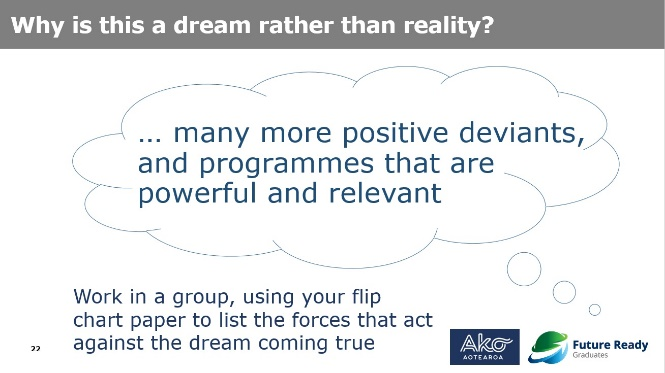 Why is this a dream rather than reality?
... many more positive deviants,
and programmes that are
powerful and relevant
Work in a group, using your flip
chart paper to list the forces that act
against the dream coming true
22
Ako
AOTEAROA
Future Ready
Graduates